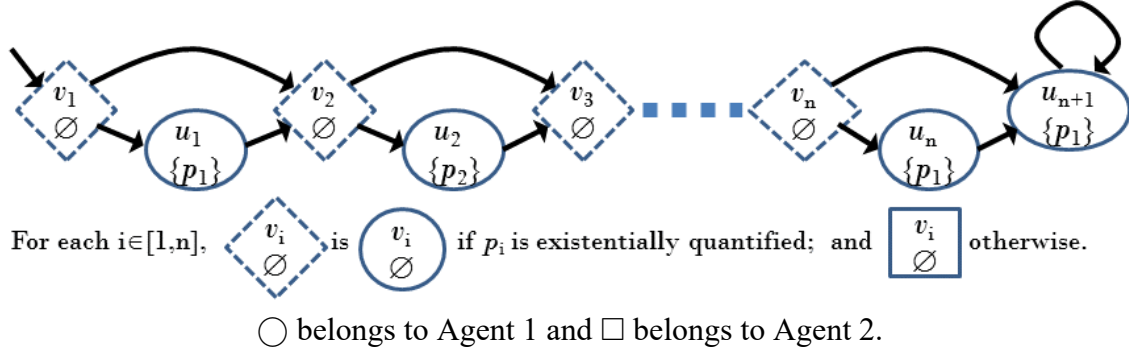 v₁ v₂ v₃ vₙ uₙ₊₁
∅ ∅ ∅ ∅ {p₁}
u₁ u₂ uₙ
{p₁} {p₂} {p₁}
For each i∈[1,n], vᵢ is vᵢ if pᵢ is existentially quantified; and vᵢ otherwise.
∅ ∅ ∅
○ belongs to Agent 1 and □ belongs to Agent 2.